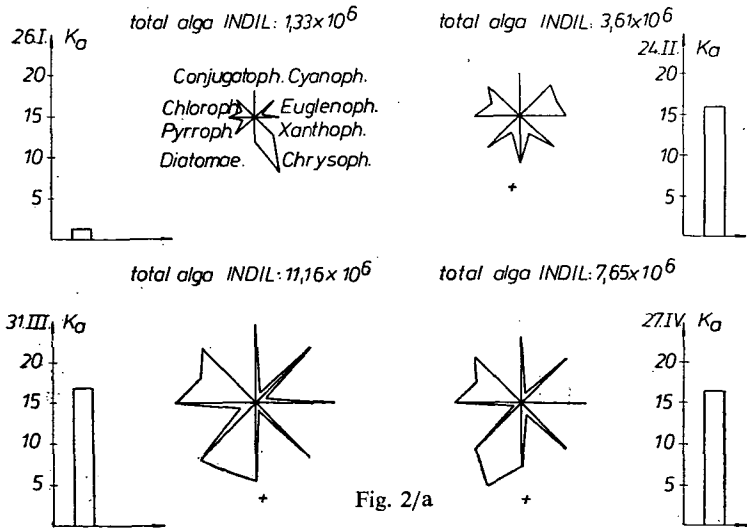 total alga INDIL: 1,33×10⁶
total alga INDIL: 3,61×10⁶
26.I. Ka
20
15
10
5
Conjugatoph. Cyanoph.
Chloroph. Euglenoph.
Pyrroph. Xanthoph.
Diatomae. Chrysoph.
+
24.II. Ka
20
15
10
5
total alga INDIL: 11,16×10⁶
total alga INDIL: 7,65×10⁶
31.III. Ka
20
15
10
5
+
Fig. 2/a
+
27.IV. Ka
20
15
10
5